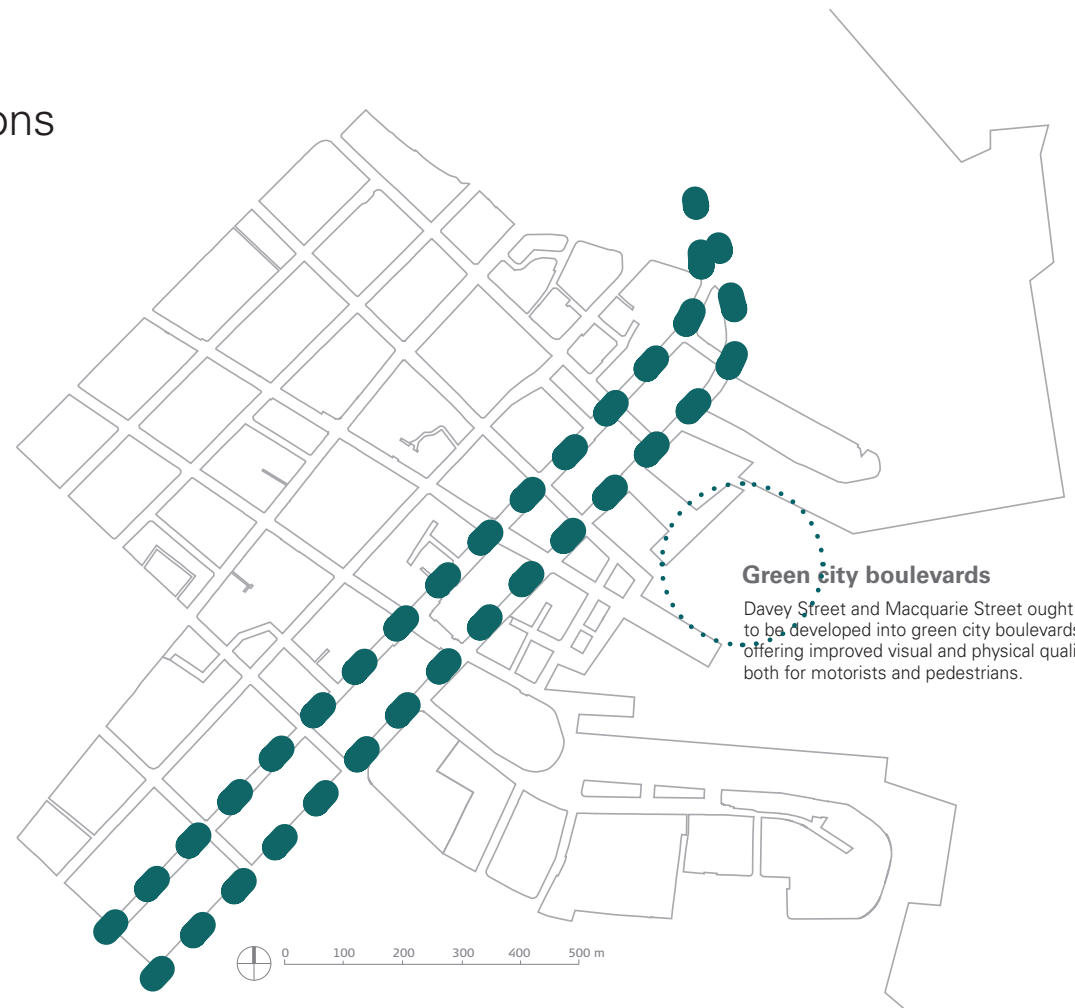 ons
Green city boulevards
Davey Street and Macquarie Street ought
to be developed into green city boulevards
offering improved visual and physical quali
both for motorists and pedestrians.
0 100 200 300 400 500 m